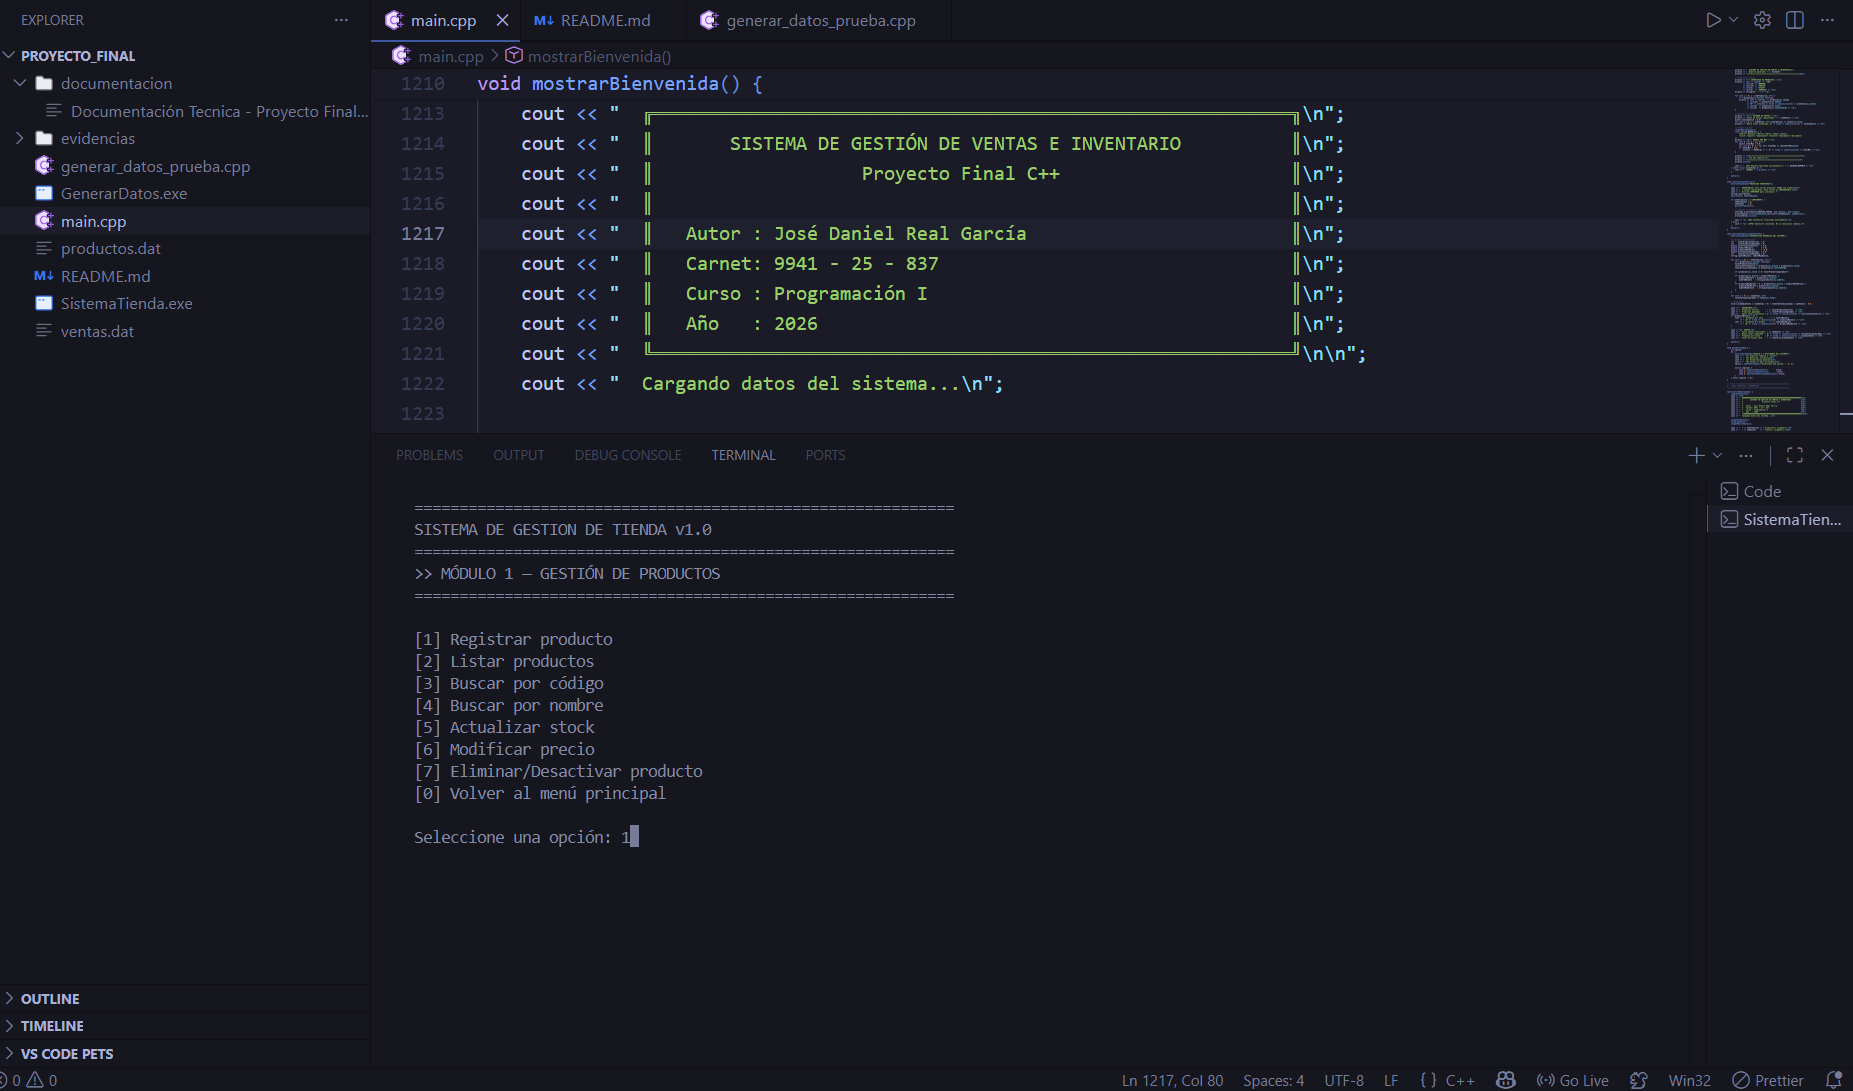 EXPLORER
PROYECTO_FINAL
documentacion
Documentación Tecnica - Proyecto Final...
evidencias
generar_datos_prueba.cpp
GenerarDatos.exe
main.cpp
productos.dat
README.md
SistemaTienda.exe
ventas.dat
OUTLINE
TIMELINE
VS CODE PETS
main.cpp README.md generar_datos_prueba.cpp
main.cpp > mostrarBienvenida()
1210 void mostrarBienvenida() {
1213 cout << " ╔══════════════════════════════════════════════════════════╗\n";
1214 cout << " ║ SISTEMA DE GESTIÓN DE VENTAS E INVENTARIO ║\n";
1215 cout << " ║ Proyecto Final C++ ║\n";
1216 cout << " ║ ║\n";
1217 cout << " ║ Autor : José Daniel Real García ║\n";
1218 cout << " ║ Carnet: 9941 - 25 - 837 ║\n";
1219 cout << " ║ Curso : Programación I ║\n";
1220 cout << " ║ Año : 2026 ║\n";
1221 cout << " ╚══════════════════════════════════════════════════════════╝\n\n";
1222 cout << " Cargando datos del sistema...\n";
1223
PROBLEMS OUTPUT DEBUG CONSOLE TERMINAL PORTS
============================================================
SISTEMA DE GESTION DE TIENDA v1.0
============================================================
>> MÓDULO 1 — GESTIÓN DE PRODUCTOS
============================================================
[1] Registrar producto
[2] Listar productos
[3] Buscar por código
[4] Buscar por nombre
[5] Actualizar stock
[6] Modificar precio
[7] Eliminar/Desactivar producto
[0] Volver al menú principal
Seleccione una opción: 1
Code
SistemaTien...
0 0
Ln 1217, Col 80 Spaces: 4 UTF-8 LF { } C++ Go Live Win32 Prettier